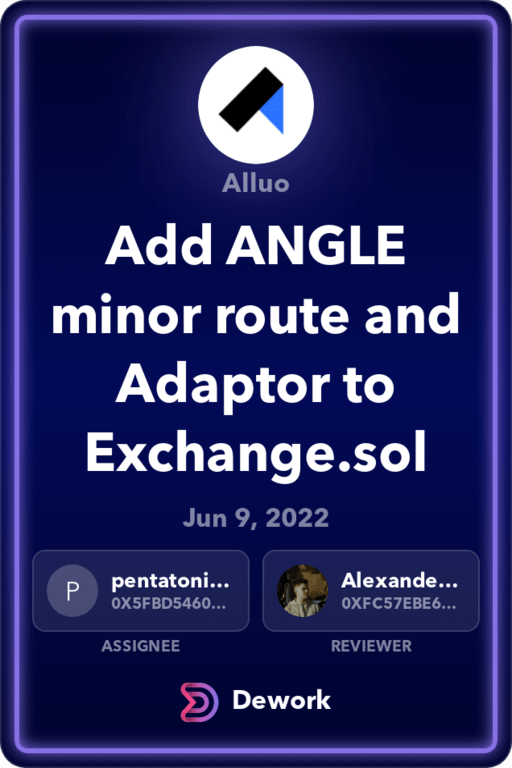 Alluo
Add ANGLE
minor route and
Adaptor to
Exchange.sol
Jun 9, 2022
P
pentatoni...
0X5FBD5460...
Alexande...
0XFC57EBE6...
ASSIGNEE
REVIEWER
Dework